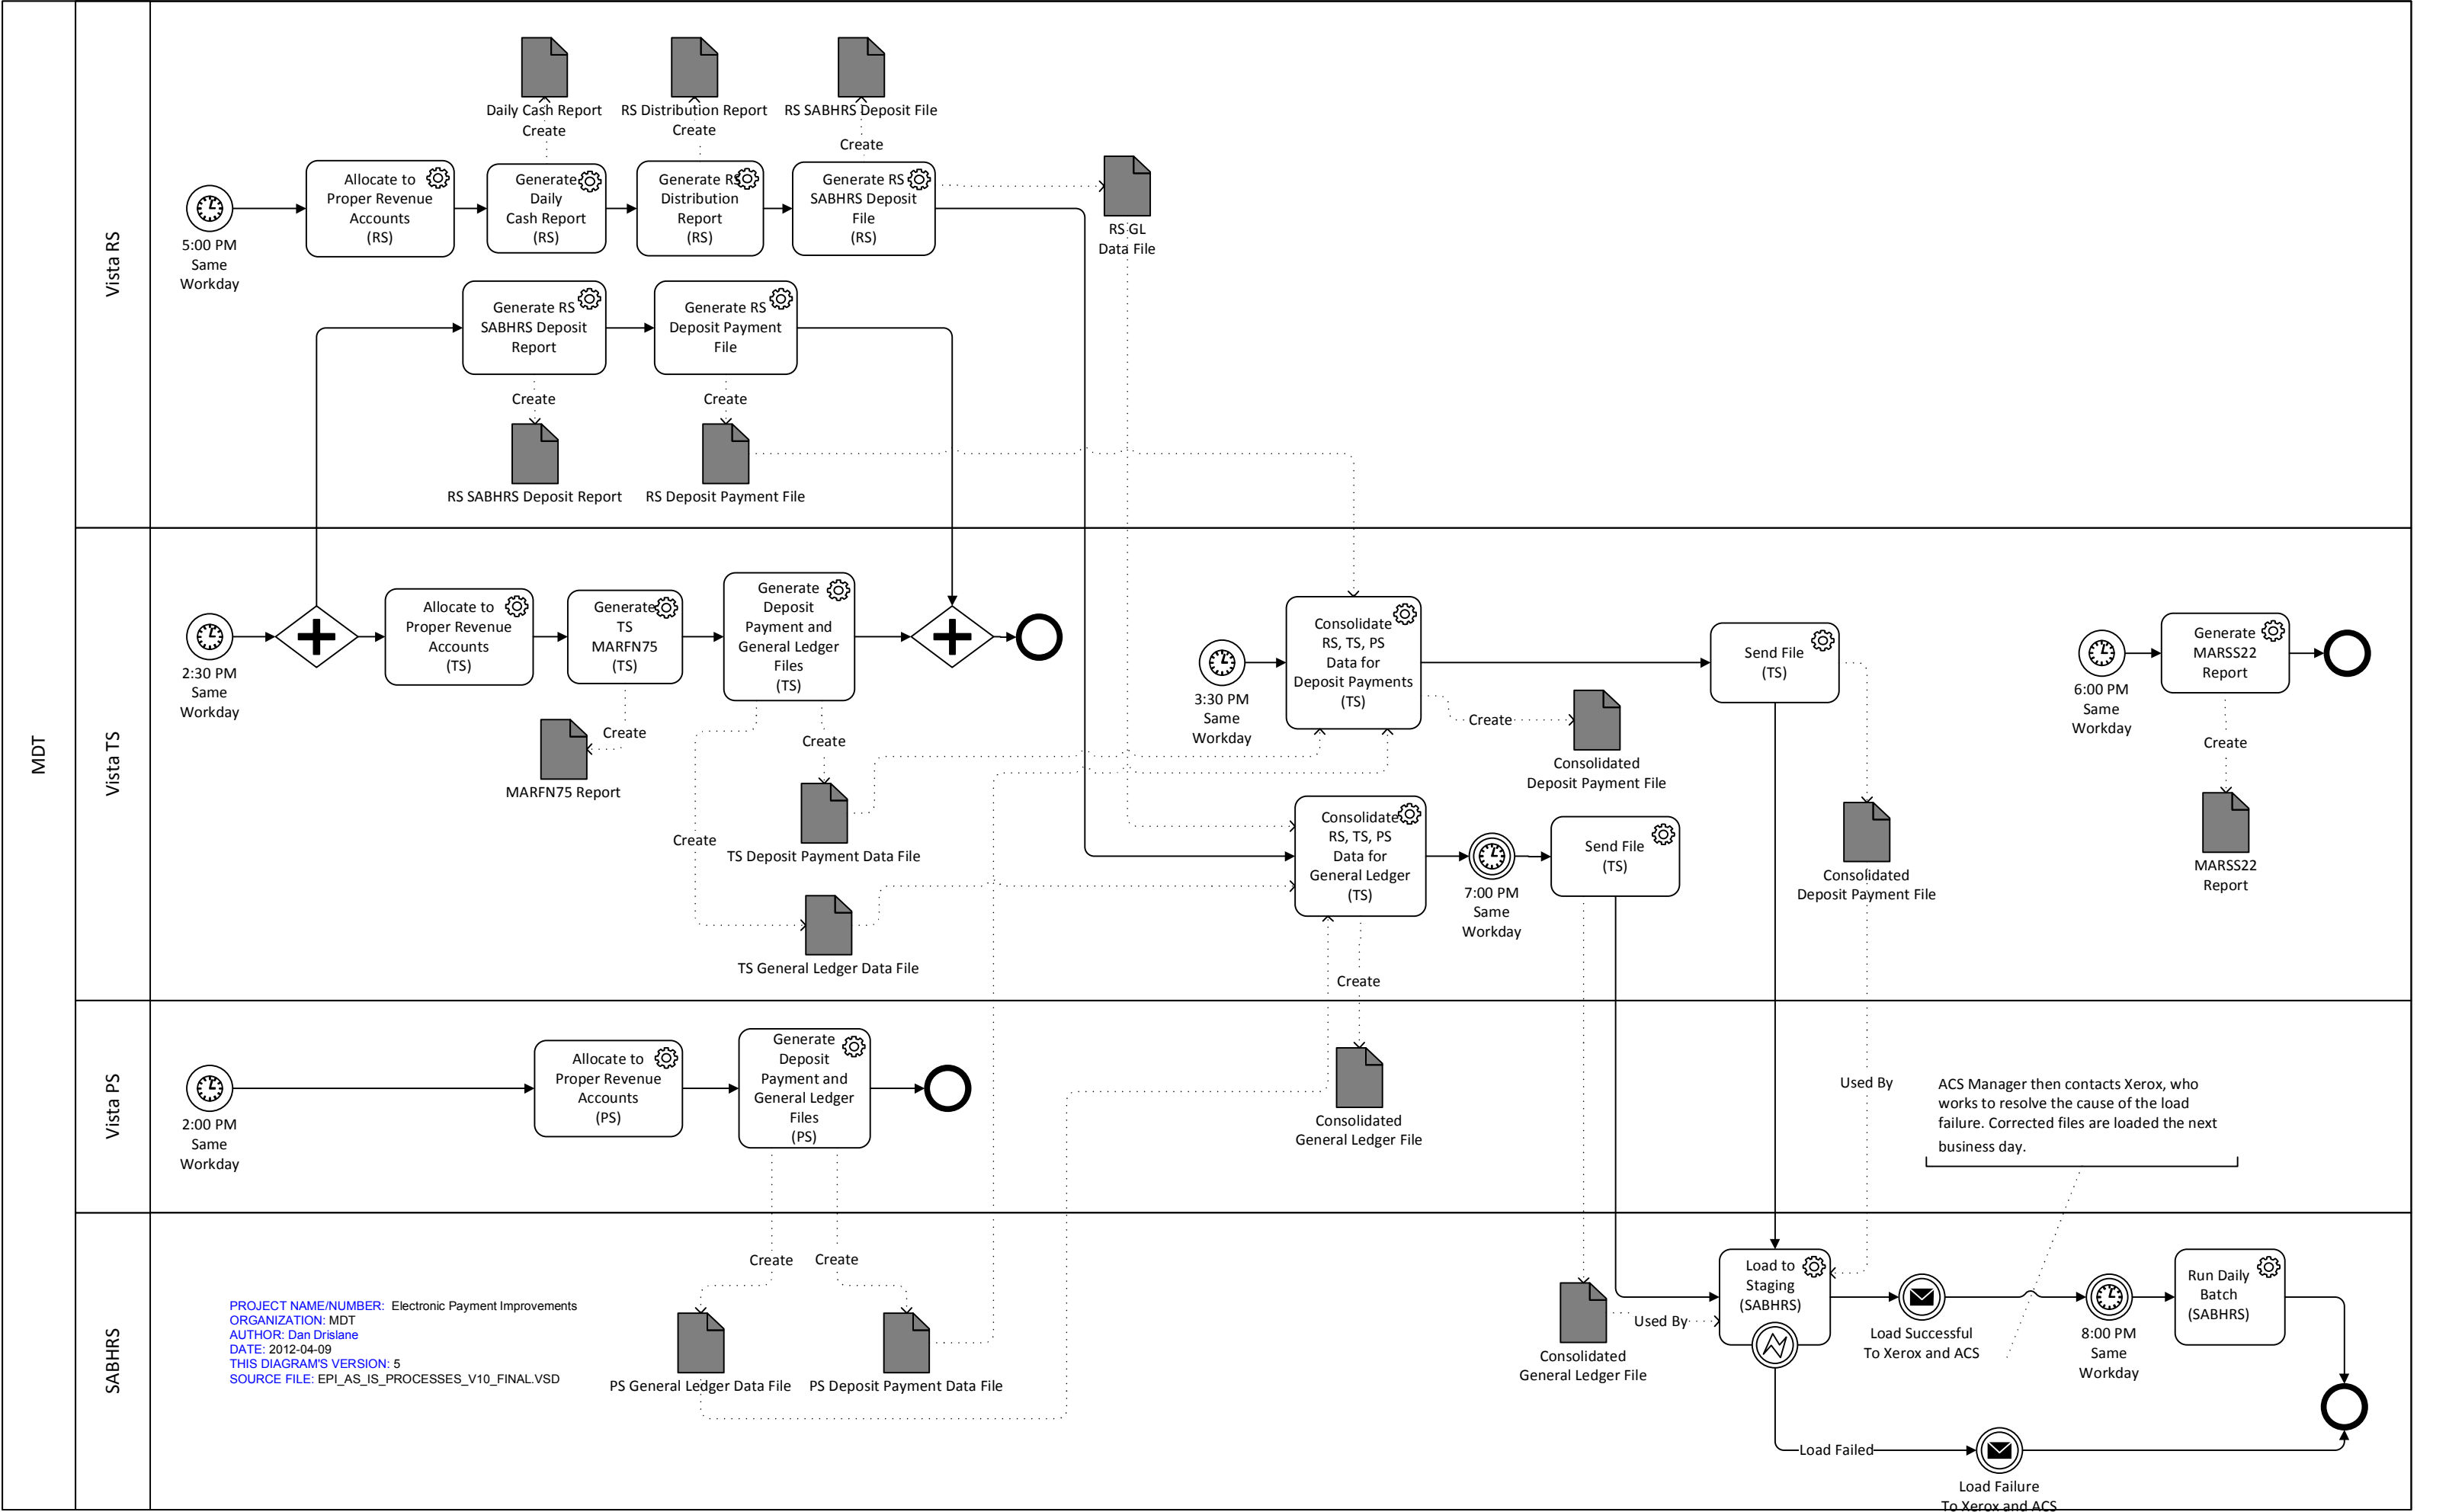 MDT
Vista RS
Daily Cash Report
Create
RS Distribution Report
Create
RS SABHRS Deposit File
Create
5:00 PM
Same
Workday
Allocate to
Proper Revenue
Accounts
(RS)
Generate
Daily
Cash Report
(RS)
Generate RS
Distribution
Report
(RS)
Generate RS
SABHRS Deposit
File
(RS)
RS GL
Data File
Generate RS
SABHRS Deposit
Report
Generate RS
Deposit Payment
File
Create
Create
RS SABHRS Deposit Report
RS Deposit Payment File
Vista TS
2:30 PM
Same
Workday
Allocate to
Proper Revenue
Accounts
(TS)
Generate
TS
MARFN75
(TS)
Generate
Deposit
Payment and
General Ledger
Files
(TS)
Create
MARFN75 Report
Create
TS Deposit Payment Data File
Create
TS General Ledger Data File
3:30 PM
Same
Workday
Consolidate
RS, TS, PS
Data for
Deposit Payments
(TS)
Create
Consolidated
Deposit Payment File
Send File
(TS)
Consolidate
RS, TS, PS
Data for
General Ledger
(TS)
7:00 PM
Same
Workday
Send File
(TS)
Create
Consolidated
Deposit Payment File
6:00 PM
Same
Workday
Generate
MARSS22
Report
Create
MARSS22
Report
Vista PS
2:00 PM
Same
Workday
Allocate to
Proper Revenue
Accounts
(PS)
Generate
Deposit
Payment and
General Ledger
Files
(PS)
Consolidated
General Ledger File
Used By
ACS Manager then contacts Xerox, who
works to resolve the cause of the load
failure. Corrected files are loaded the next
business day.
SABHRS
PROJECT NAME/NUMBER: Electronic Payment Improvements
ORGANIZATION: MDT
AUTHOR: Dan Drislane
DATE: 2012-04-09
THIS DIAGRAM'S VERSION: 5
SOURCE FILE: EPI_AS_IS_PROCESSES_V10_FINAL.VSD
Create
Create
PS General Ledger Data File
PS Deposit Payment Data File
Consolidated
General Ledger File
Used By
Load to
Staging
(SABHRS)
Load Successful
To Xerox and ACS
8:00 PM
Same
Workday
Run Daily
Batch
(SABHRS)
Load Failed
Load Failure
To Xerox and ACS